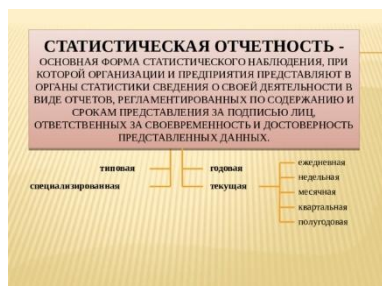 СТАТИСТИЧЕСКАЯ ОТЧЕТНОСТЬ -
ОСНОВНАЯ ФОРМА СТАТИСТИЧЕСКОГО НАБЛЮДЕНИЯ, ПРИ
КОТОРОЙ ОРГАНИЗАЦИИ И ПРЕДПРИЯТИЯ ПРЕДСТАВЛЯЮТ В
ОРГАНЫ СТАТИСТИКИ СВЕДЕНИЯ О СВОЕЙ ДЕЯТЕЛЬНОСТИ В
ВИДЕ ОТЧЕТОВ, РЕГЛАМЕНТИРОВАННЫХ ПО СОДЕРЖАНИЮ И
СРОКАМ ПРЕДСТАВЛЕНИЯ ЗА ПОДПИСЬЮ ЛИЦ,
ОТВЕТСТВЕННЫХ ЗА СВОЕВРЕМЕННОСТЬ И ДОСТОВЕРНОСТЬ
ПРЕДСТАВЛЕННЫХ ДАННЫХ.
типовая
специализированная
годовая
текущая
ежедневная
недельная
месячная
квартальная
полугодовая